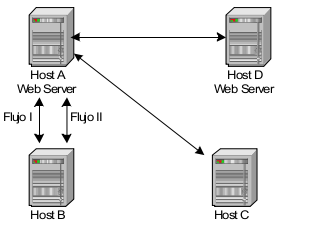 Host A
Web Server
Host D
Web Server
Flujo I
Flujo II
Host B
Host C